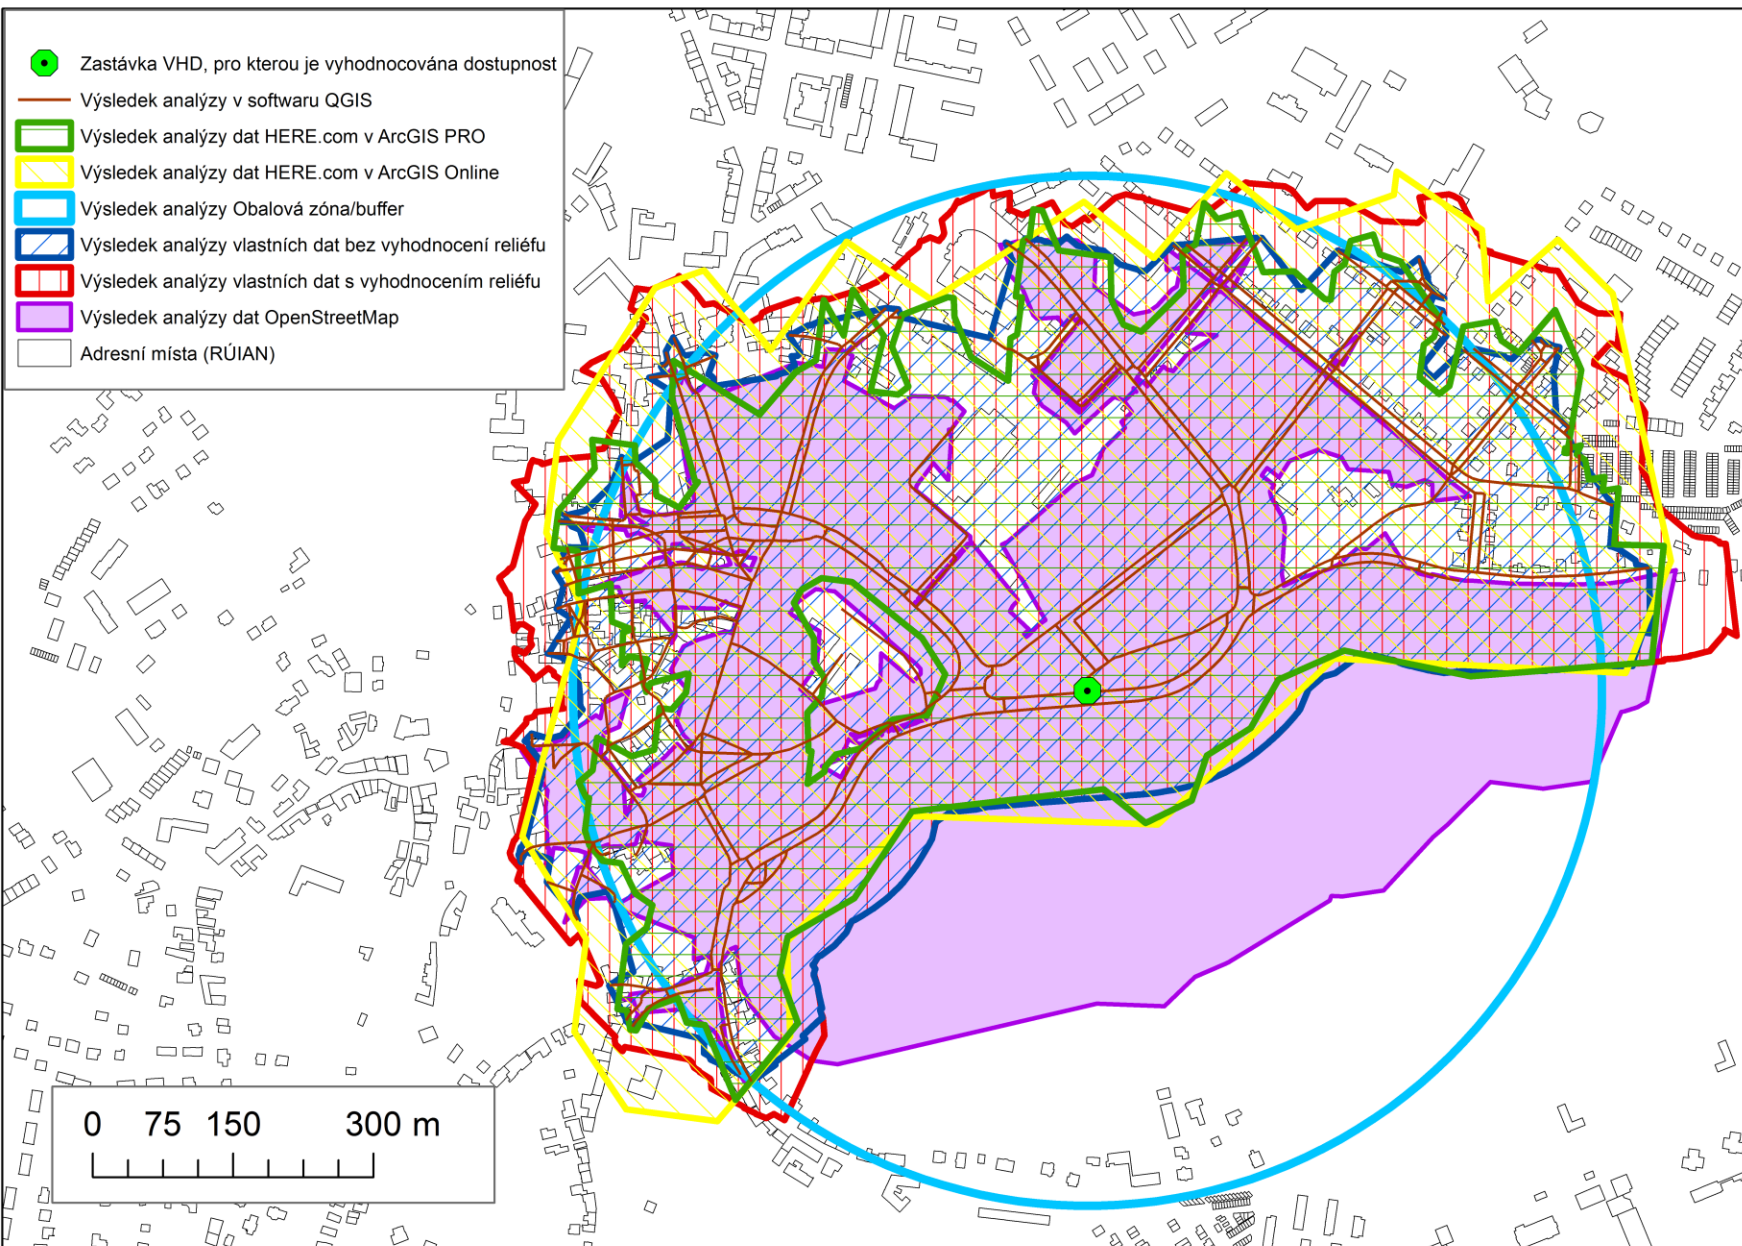 Zastávka VHD, pro kterou je vyhodnocována dostupnost
Výsledek analýzy v softwaru QGIS
Výsledek analýzy dat HERE.com v ArcGIS PRO
Výsledek analýzy dat HERE.com v ArcGIS Online
Výsledek analýzy Obalová zóna/buffer
Výsledek analýzy vlastních dat bez vyhodnocení reliéfu
Výsledek analýzy vlastních dat s vyhodnocením reliéfu
Výsledek analýzy dat OpenStreetMap
Adresní místa (RÚIAN)
0 75 150 300 m